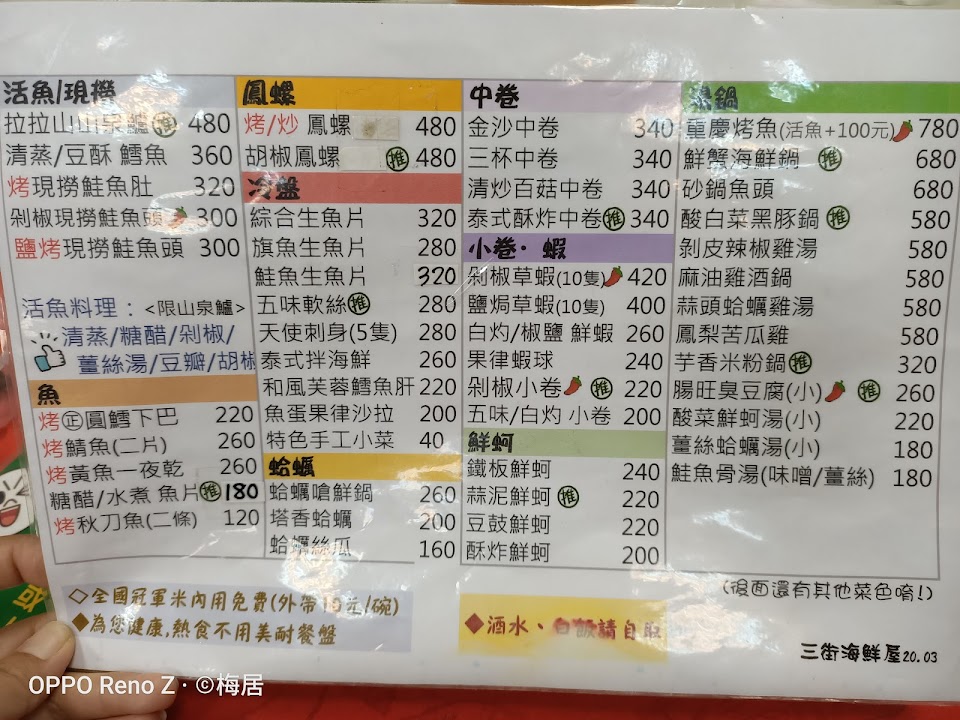 活魚/現撈
拉拉山山泉鱸 推 480
清蒸/豆酥 鱈魚 360
烤現撈鮭魚肚 320
剁椒現撈鮭魚頭 300
鹽烤現撈鮭魚頭 300
活魚料理：<限山泉鱸>
清蒸/糖醋/剁椒/
薑絲湯/豆瓣/胡椒
魚
烤㊣圓鱈下巴 220
烤鯖魚(二片) 260
烤黃魚一夜乾 260
糖醋/水煮 魚片 推 180
烤秋刀魚(二條) 120
鳳螺
烤/炒 鳳螺 480
胡椒鳳螺 推 480
冷盤
綜合生魚片 320
旗魚生魚片 280
鮭魚生魚片 320
五味軟絲 推 280
天使刺身(5隻) 280
泰式拌海鮮 260
和風芙蓉鱈魚肝 220
魚蛋果律沙拉 200
特色手工小菜 40
蛤蠣
蛤蠣嗆鮮鍋 260
塔香蛤蠣 200
蛤蠣絲瓜 160
中卷
金沙中卷 340
三杯中卷 340
清炒百菇中卷 340
泰式酥炸中卷 推 340
小卷·蝦
剁椒草蝦(10隻) 420
鹽焗草蝦(10隻) 400
白灼/椒鹽 鮮蝦 260
果律蝦球 240
剁椒小卷 推 220
五味/白灼 小卷 200
鮮蚵
鐵板鮮蚵 240
蒜泥鮮蚵 推 220
豆鼓鮮蚵 220
酥炸鮮蚵 200
湯鍋
重慶烤魚(活魚+100元) 780
鮮蟹海鮮鍋 推 680
砂鍋魚頭 680
酸白菜黑豚鍋 推 580
剝皮辣椒雞湯 580
麻油雞酒鍋 580
蒜頭蛤蠣雞湯 580
鳳梨苦瓜雞 580
芋香米粉鍋 推 320
腸旺臭豆腐(小) 推 260
酸菜鮮蚵湯(小) 220
薑絲蛤蠣湯(小) 180
鮭魚骨湯(味噌/薑絲) 180
(後面還有其他菜色唷!)
◇全國冠軍米內用免費(外帶10元/碗)
◆為您健康,熱食不用美耐餐盤
◆酒水、白飯請自取
三街海鮮屋20.03
OPPO Reno Z · ©梅居